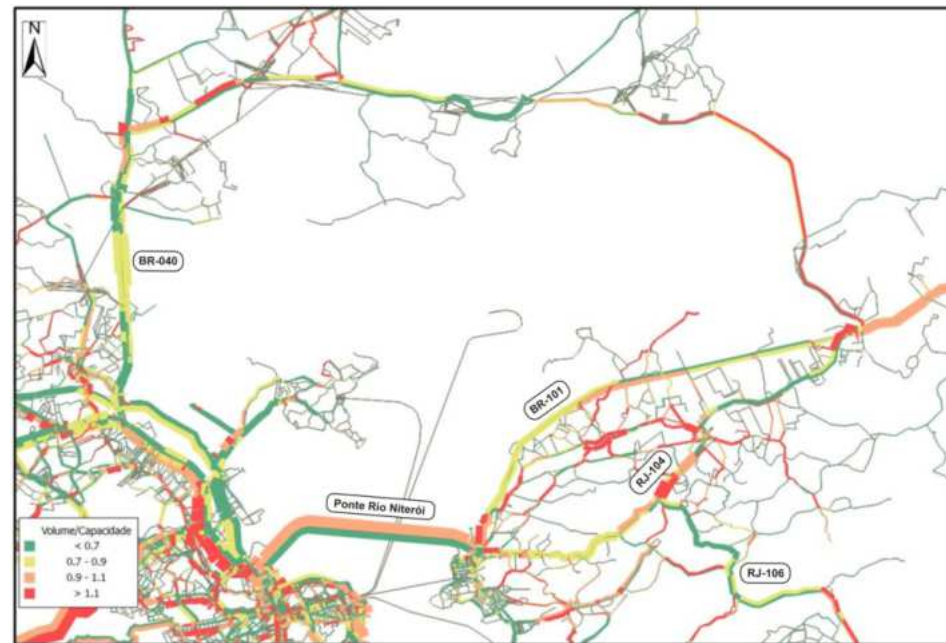 N
BR-040
BR-101
RJ-104
Ponte Rio Niterói
RJ-106
Volume/Capacidade
< 0.7
0.7 - 0.9
0.9 - 1.1
> 1.1